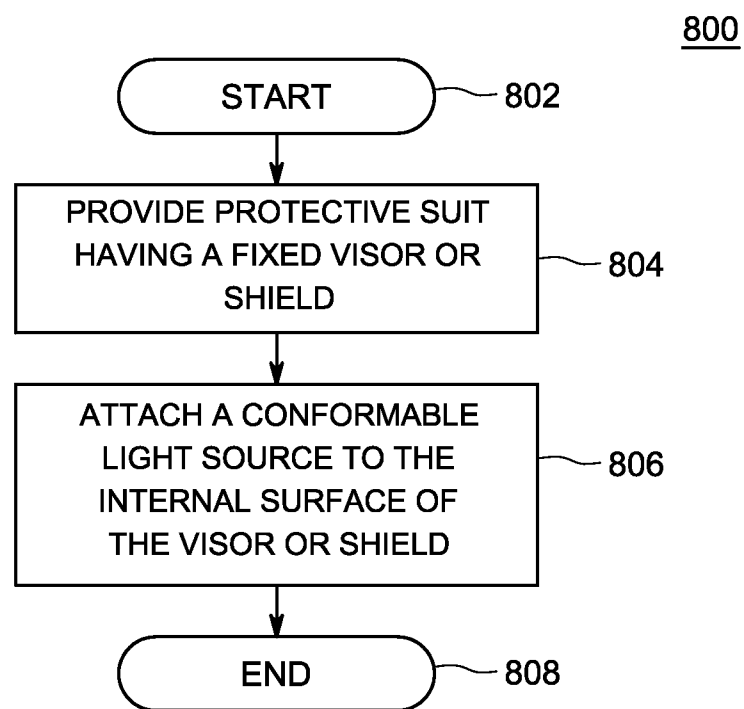 800
START
802
PROVIDE PROTECTIVE SUIT
HAVING A FIXED VISOR OR
SHIELD
804
ATTACH A CONFORMABLE
LIGHT SOURCE TO THE
INTERNAL SURFACE OF
THE VISOR OR SHIELD
806
END
808